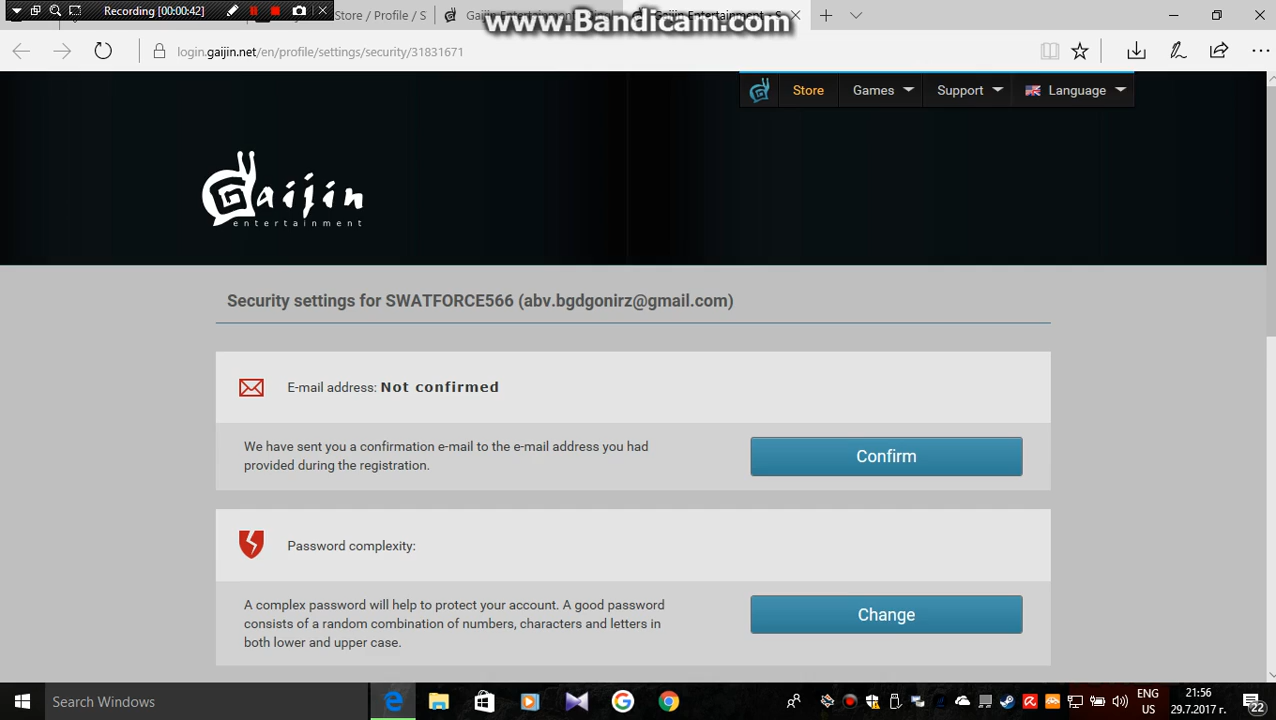 Recording [00:00:42]
Store / Profile / S
Gaijin Entertainment
www.Bandicam.com
login.gaijin.net/en/profile/settings/security/31831671
Store
Games
Support
Language
Gaijin
entertainment
Security settings for SWATFORCE566 (abv.bgdgonirz@gmail.com)
E-mail address: Not confirmed
We have sent you a confirmation e-mail to the e-mail address you had
provided during the registration.
Confirm
Password complexity:
A complex password will help to protect your account. A good password
consists of a random combination of numbers, characters and letters in
both lower and upper case.
Change
Search Windows
ENG
US
21:56
29.7.2017 г.
22